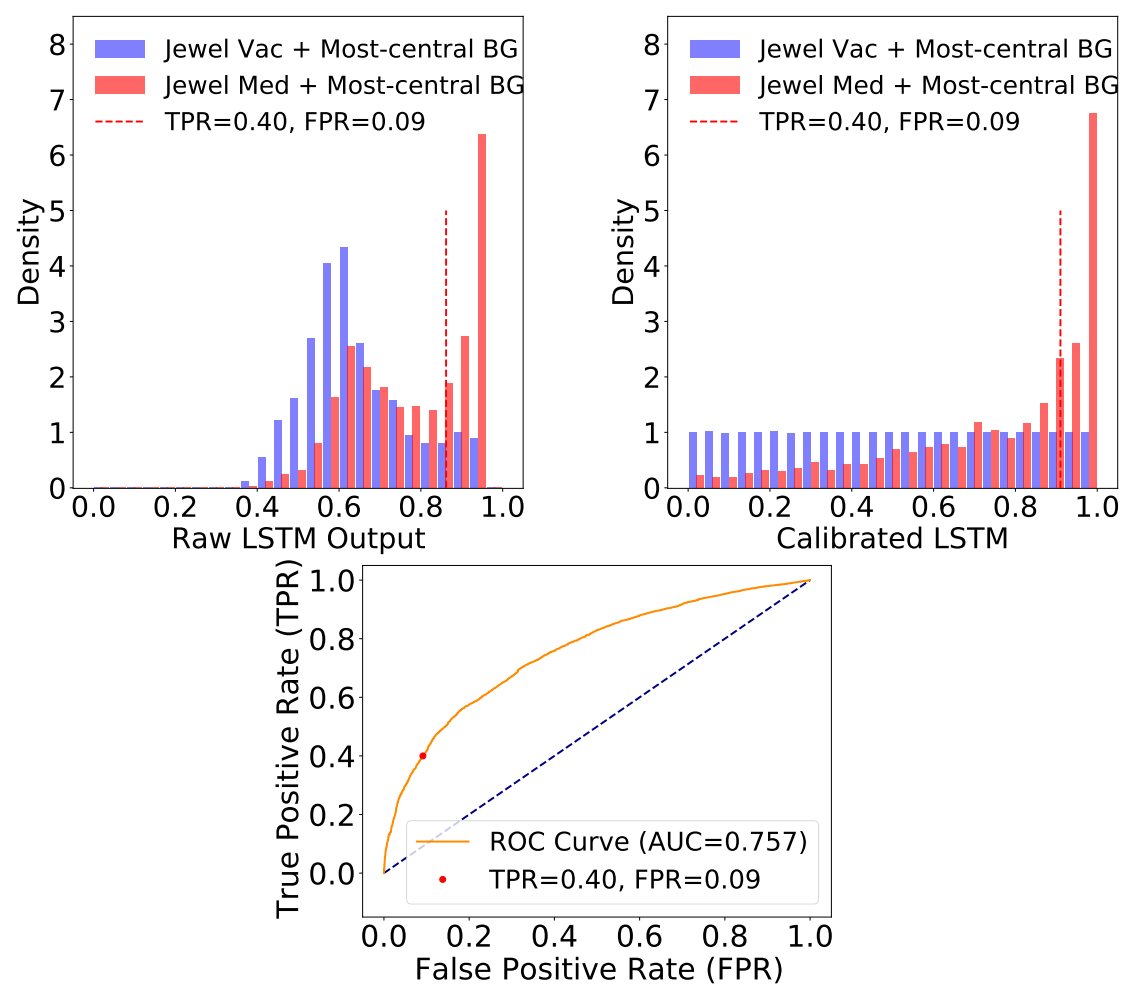 Jewel Vac + Most-central BG
Jewel Med + Most-central BG
TPR=0.40, FPR=0.09
8
7
6
5
4
3
2
1
0
Density
0.0 0.2 0.4 0.6 0.8 1.0
Raw LSTM Output
Jewel Vac + Most-central BG
Jewel Med + Most-central BG
TPR=0.40, FPR=0.09
8
7
6
5
4
3
2
1
0
Density
0.0 0.2 0.4 0.6 0.8 1.0
Calibrated LSTM
True Positive Rate (TPR)
1.0
0.8
0.6
0.4
0.2
0.0
ROC Curve (AUC=0.757)
TPR=0.40, FPR=0.09
0.0 0.2 0.4 0.6 0.8 1.0
False Positive Rate (FPR)